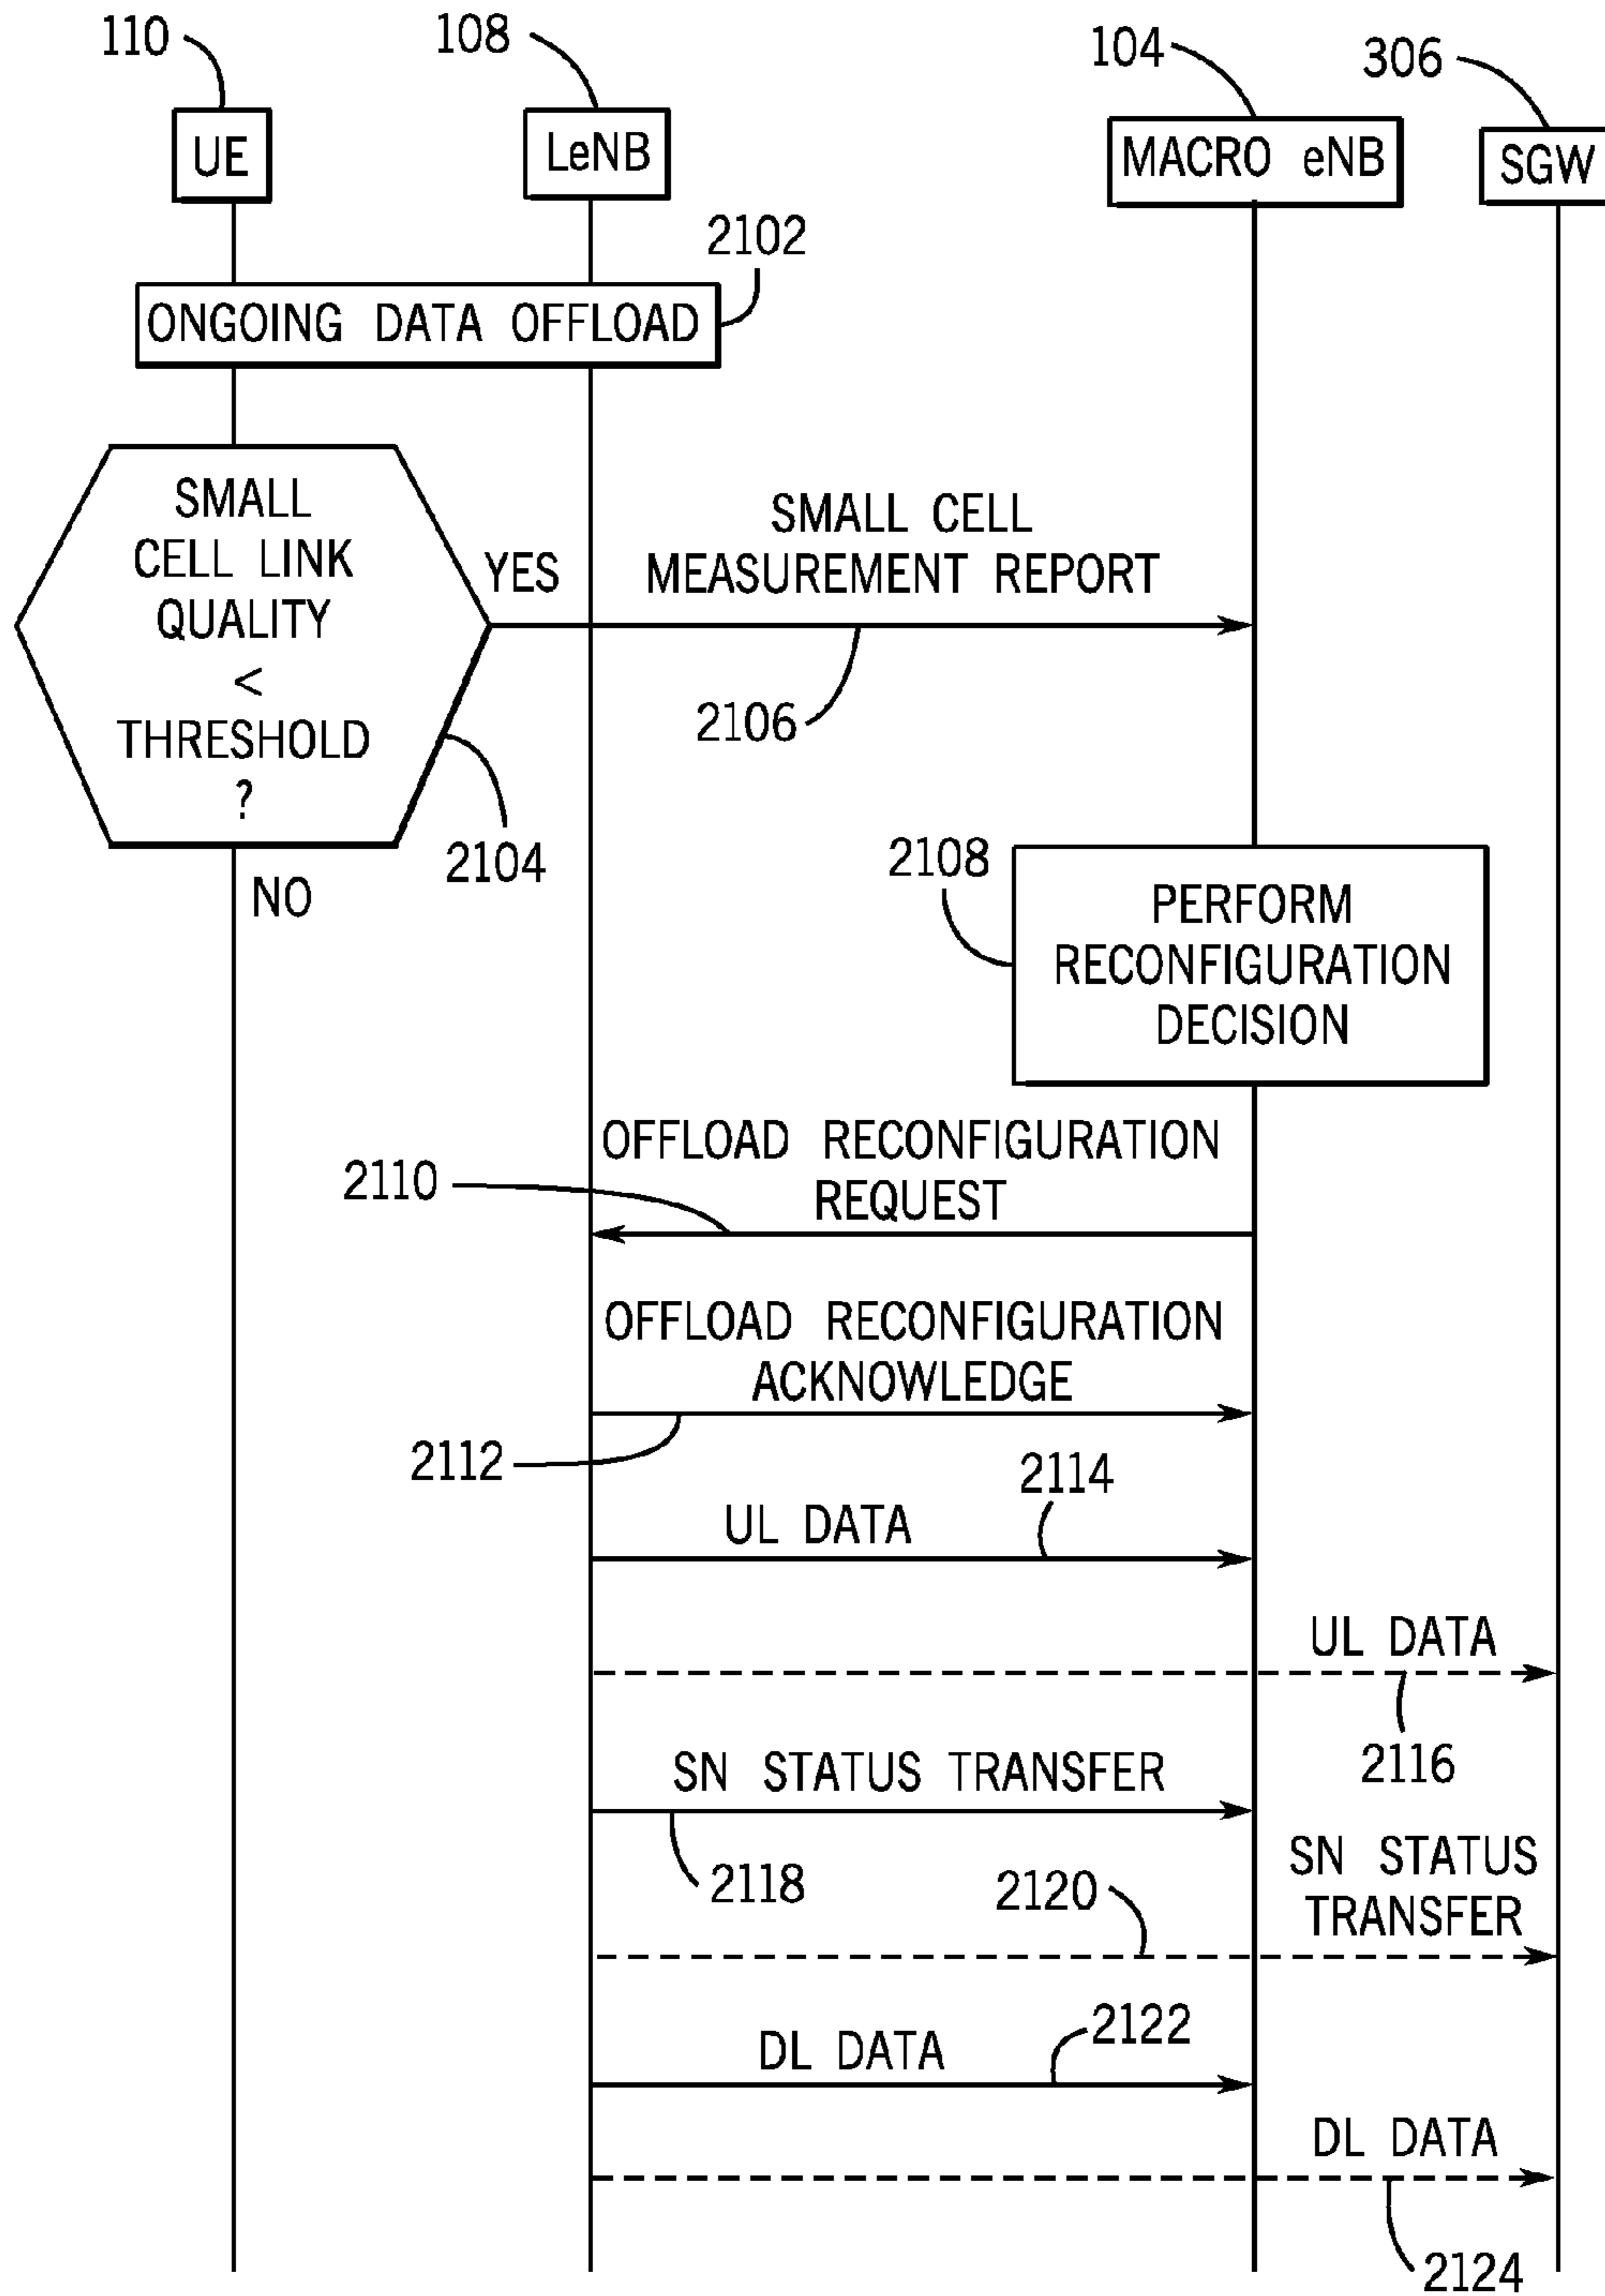 110
108
104
306
UE
LeNB
MACRO eNB
SGW
2102
ONGOING DATA OFFLOAD
SMALL
CELL LINK
QUALITY
<
THRESHOLD
?
YES
SMALL CELL
MEASUREMENT REPORT
2106
2104
NO
2108
PERFORM
RECONFIGURATION
DECISION
OFFLOAD RECONFIGURATION
REQUEST
2110
OFFLOAD RECONFIGURATION
ACKNOWLEDGE
2112
2114
UL DATA
UL DATA
2116
SN STATUS TRANSFER
2118
2120
SN STATUS
TRANSFER
2122
DL DATA
DL DATA
2124